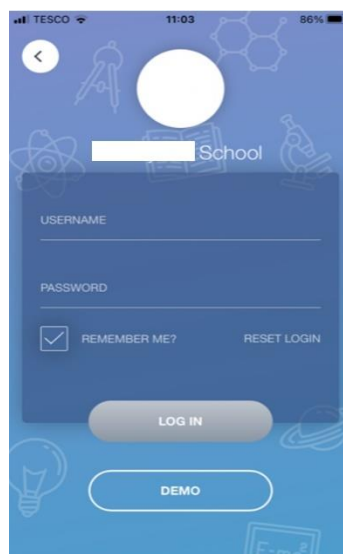 TESCO 11:03 86%
School
USERNAME
PASSWORD
REMEMBER ME? RESET LOGIN
LOG IN
DEMO